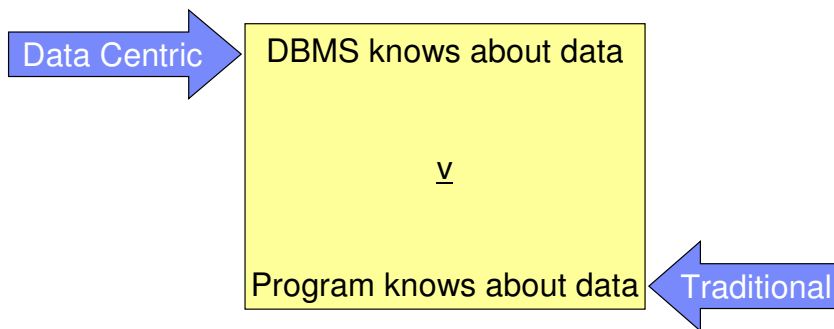 Data Centric
DBMS knows about data
v
Program knows about data
Traditional